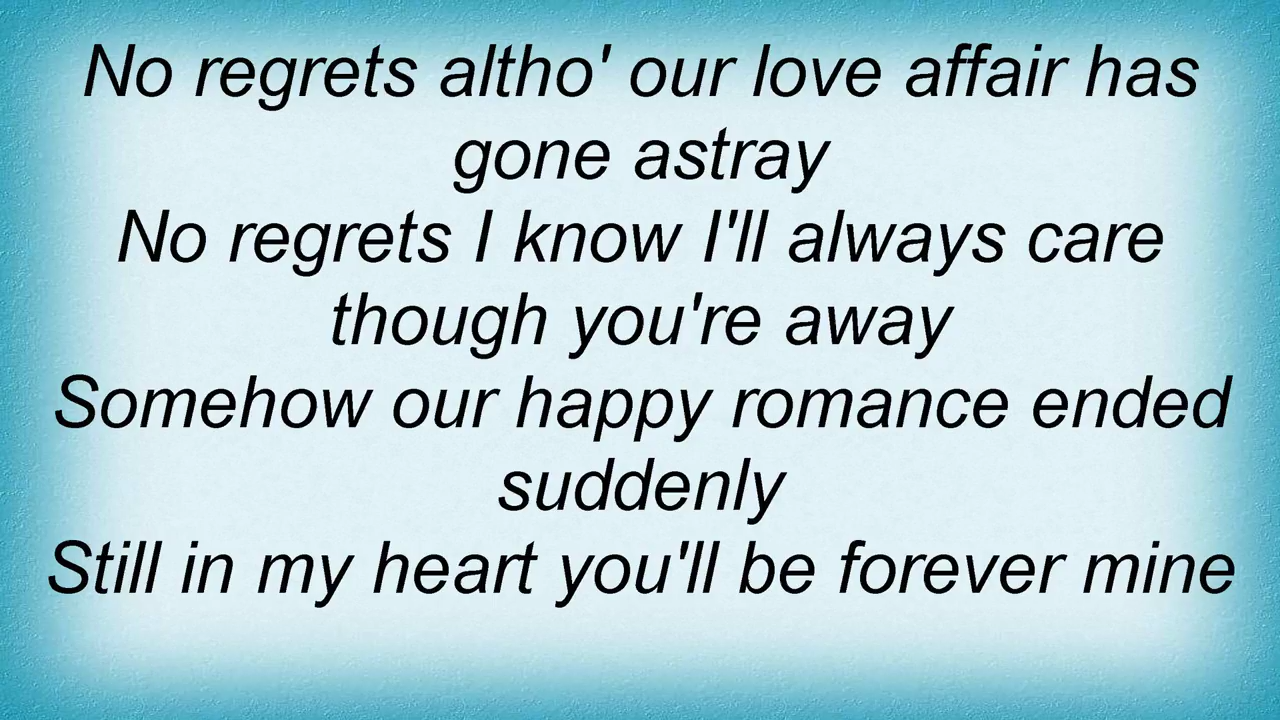 No regrets altho' our love affair has
gone astray
No regrets I know I'll always care
though you're away
Somehow our happy romance ended
suddenly
Still in my heart you'll be forever mine